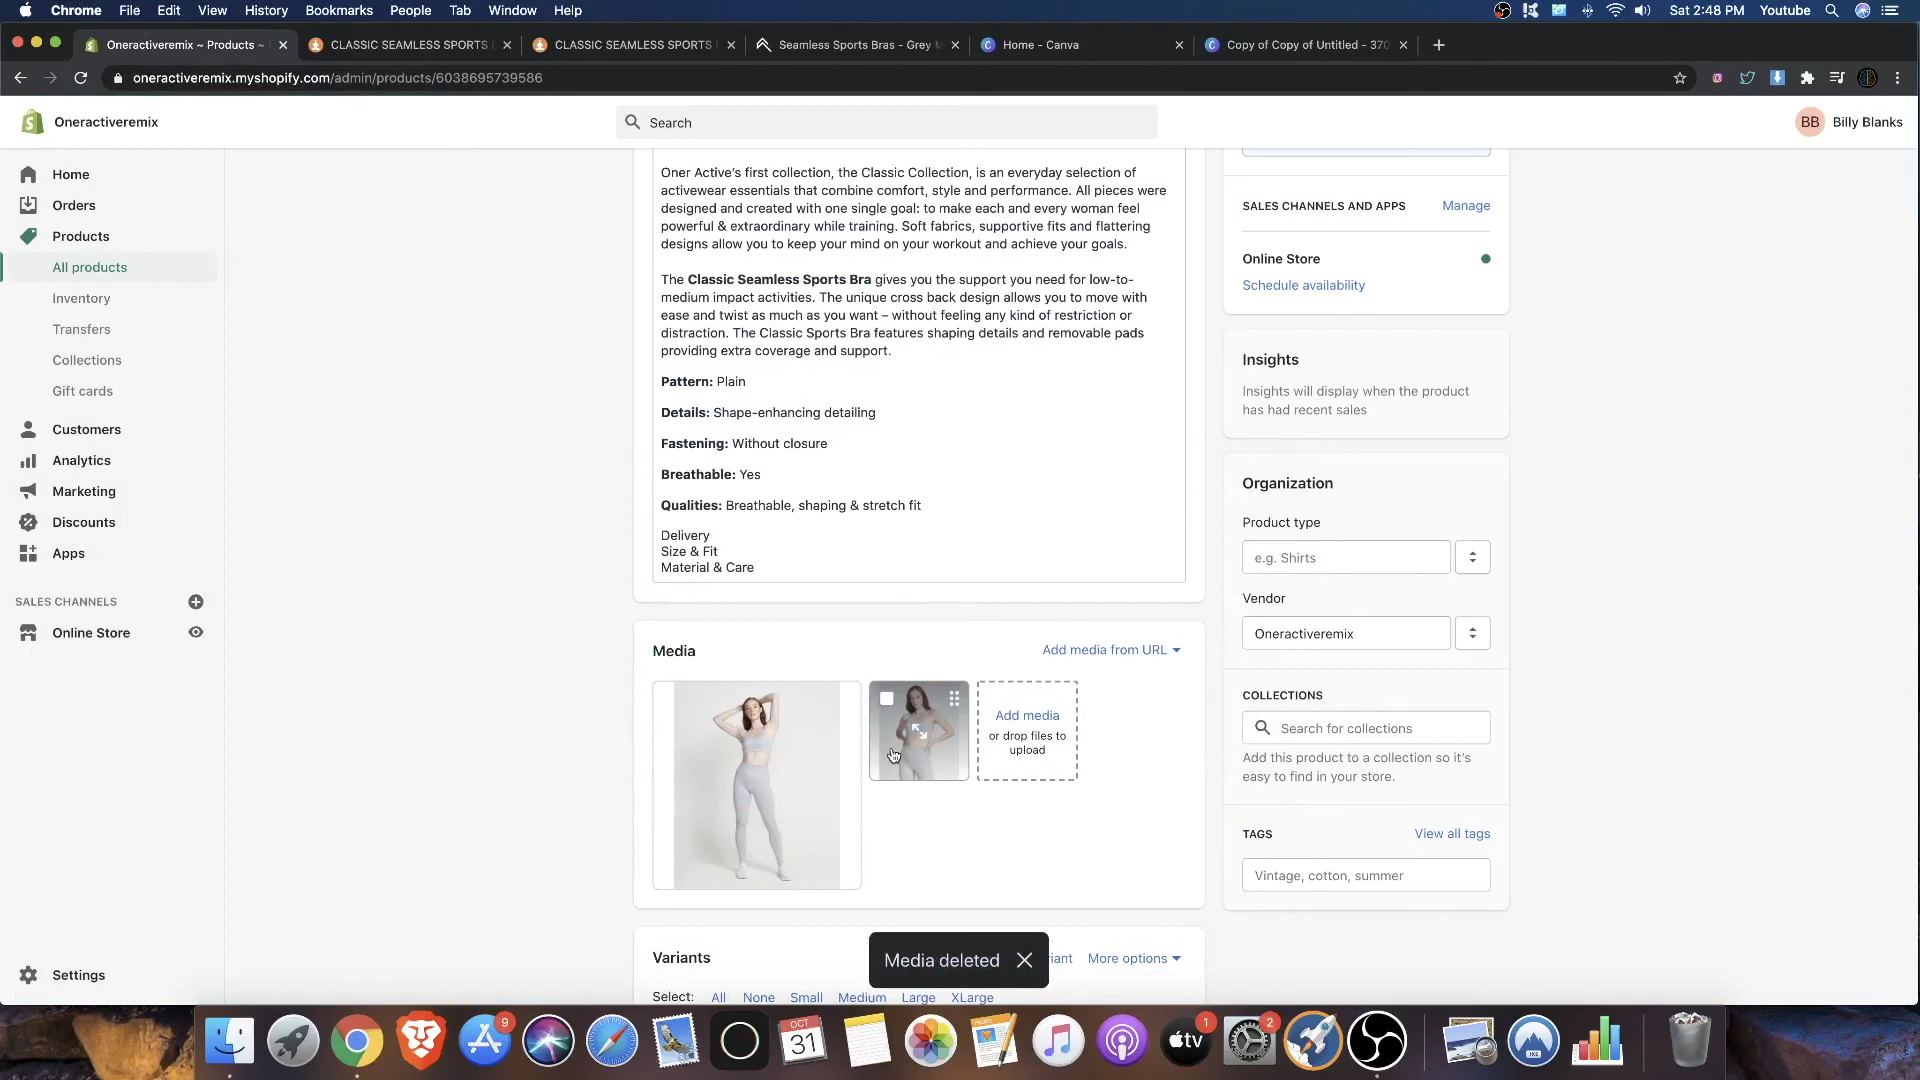 Chrome File Edit View History Bookmarks People Tab Window Help Sat 2:48 PM Youtube
Oneractiveremix ~ Products ~ CLASSIC SEAMLESS SPORTS CLASSIC SEAMLESS SPORTS Seamless Sports Bras - Grey Home - Canva Copy of Copy of Untitled - 370
oneractiveremix.myshopify.com/admin/products/6038695739586
Oneractiveremix
Search
BB Billy Blanks
Home
Orders
Products
All products
Inventory
Transfers
Collections
Gift cards
Customers
Analytics
Marketing
Discounts
Apps
SALES CHANNELS
Online Store
Settings
Oner Active's first collection, the Classic Collection, is an everyday selection of
activewear essentials that combine comfort, style and performance. All pieces were
designed and created with one single goal: to make each and every woman feel
powerful & extraordinary while training. Soft fabrics, supportive fits and flattering
designs allow you to keep your mind on your workout and achieve your goals.
The Classic Seamless Sports Bra gives you the support you need for low-to-
medium impact activities. The unique cross back design allows you to move with
ease and twist as much as you want – without feeling any kind of restriction or
distraction. The Classic Sports Bra features shaping details and removable pads
providing extra coverage and support.
Pattern: Plain
Details: Shape-enhancing detailing
Fastening: Without closure
Breathable: Yes
Qualities: Breathable, shaping & stretch fit
Delivery
Size & Fit
Material & Care
Media
Add media from URL
Add media
or drop files to
upload
Variants
riant More options
Select: All None Small Medium Large XLarge
Media deleted
SALES CHANNELS AND APPS Manage
Online Store
Schedule availability
Insights
Insights will display when the product
has had recent sales
Organization
Product type
e.g. Shirts
Vendor
Oneractiveremix
COLLECTIONS
Search for collections
Add this product to a collection so it's
easy to find in your store.
TAGS View all tags
Vintage, cotton, summer
9
OCT
31
tv
1
2